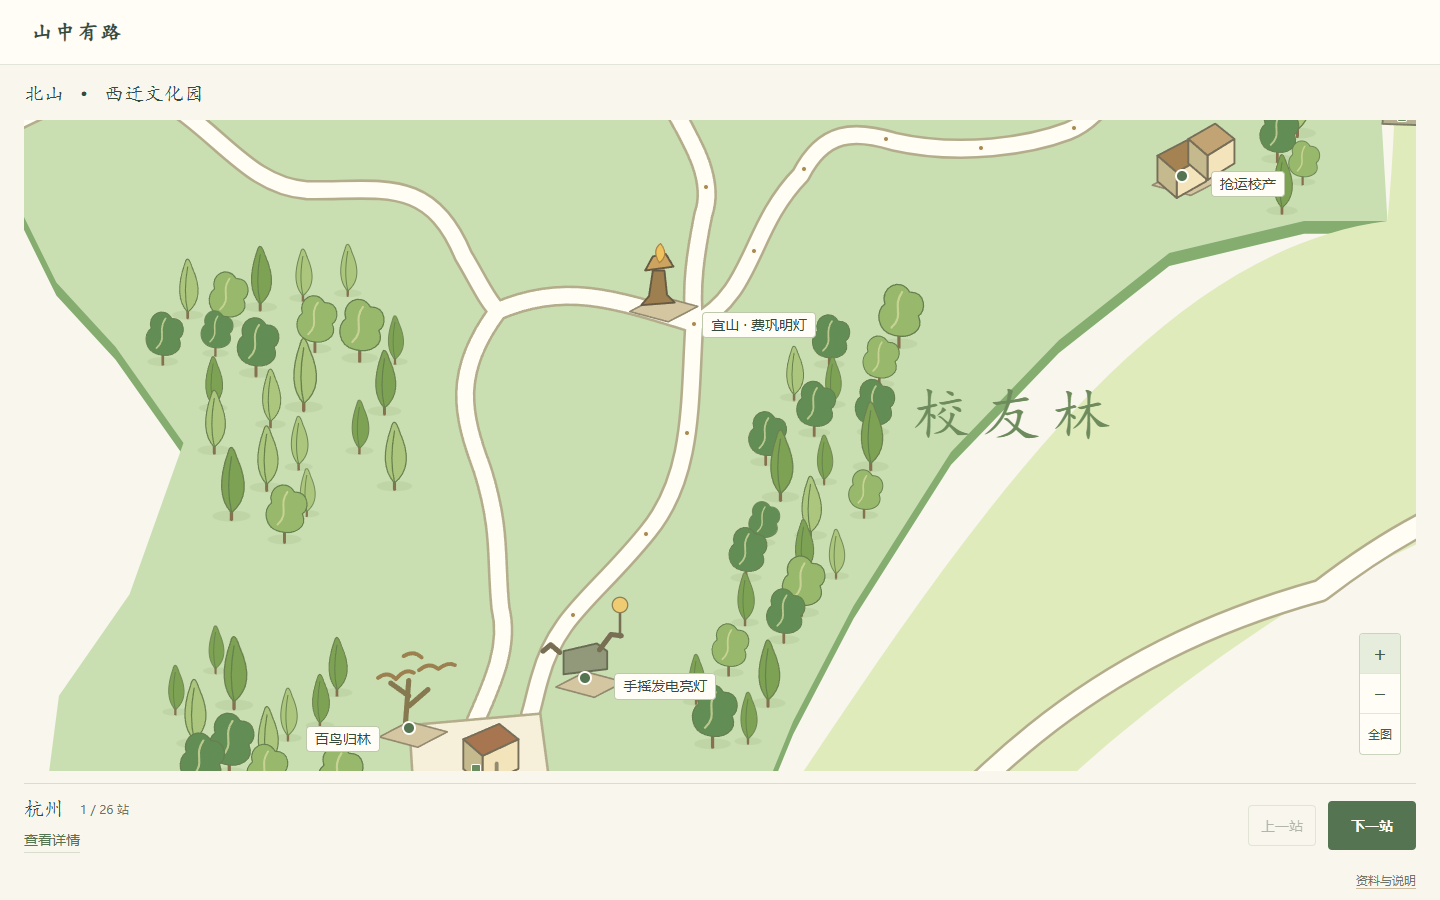 山中有路
北山 • 西迁文化园
抢运校产
宜山 · 费巩明灯
校友林
手摇发电亮灯
百鸟归林
+
−
全图
杭州 1 / 26 站
查看详情
上一站
下一站
资料与说明